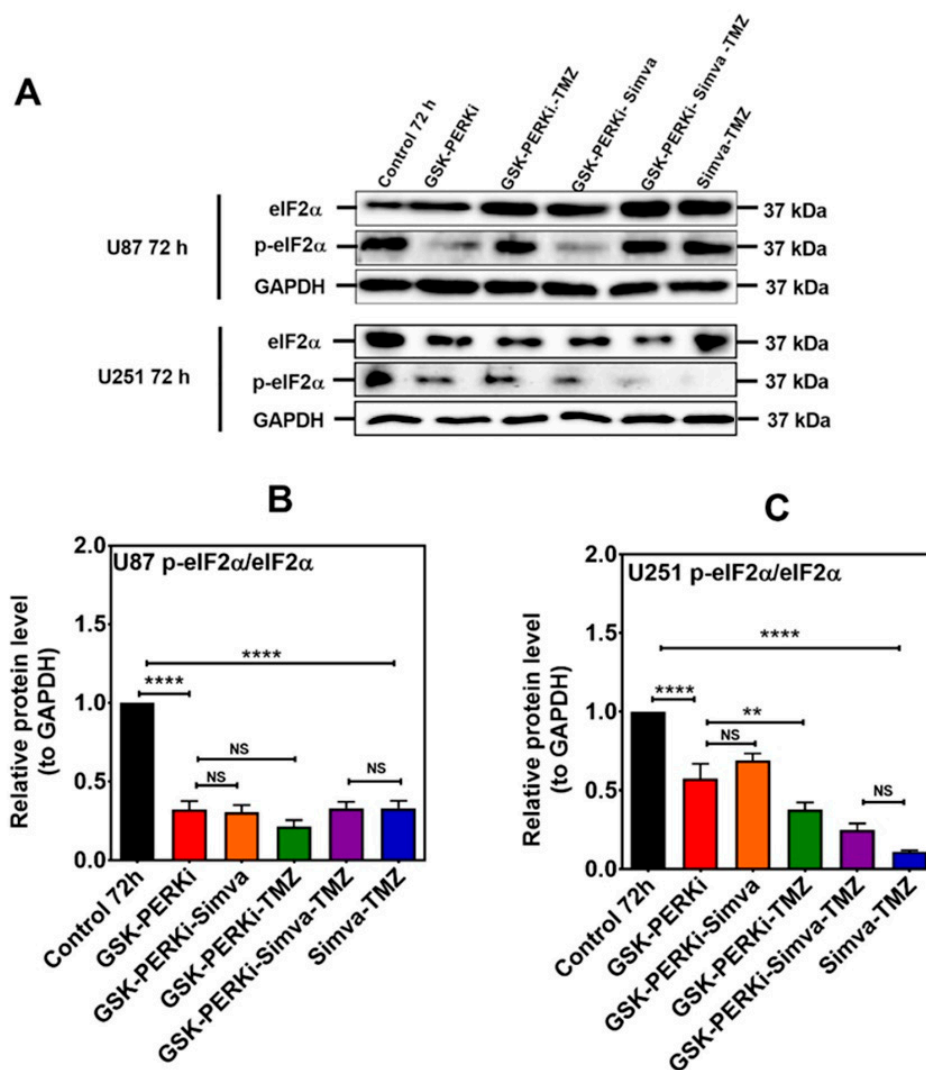 A
Control 72 h
GSK-PERKi
GSK-PERKi.-TMZ
GSK-PERKi- Simva
GSK-PERKi- Simva -TMZ
Simva-TMZ
U87 72 h
eIF2α
37 kDa
p-eIF2α
37 kDa
GAPDH
37 kDa
U251 72 h
eIF2α
37 kDa
p-eIF2α
37 kDa
GAPDH
37 kDa
B
U87 p-eIF2α/eIF2α
Relative protein level
(to GAPDH)
2.0
1.5
1.0
0.5
0.0
****
****
NS
NS
NS
Control 72h
GSK-PERKi
GSK-PERKi-Simva
GSK-PERKi-TMZ
GSK-PERKi-Simva-TMZ
Simva-TMZ
C
U251 p-eIF2α/eIF2α
Relative protein level
(to GAPDH)
2.0
1.5
1.0
0.5
0.0
****
****
**
NS
NS
Control 72h
GSK-PERKi
GSK-PERKi-Simva
GSK-PERKi-TMZ
GSK-PERKi-Simva-TMZ
Simva-TMZ